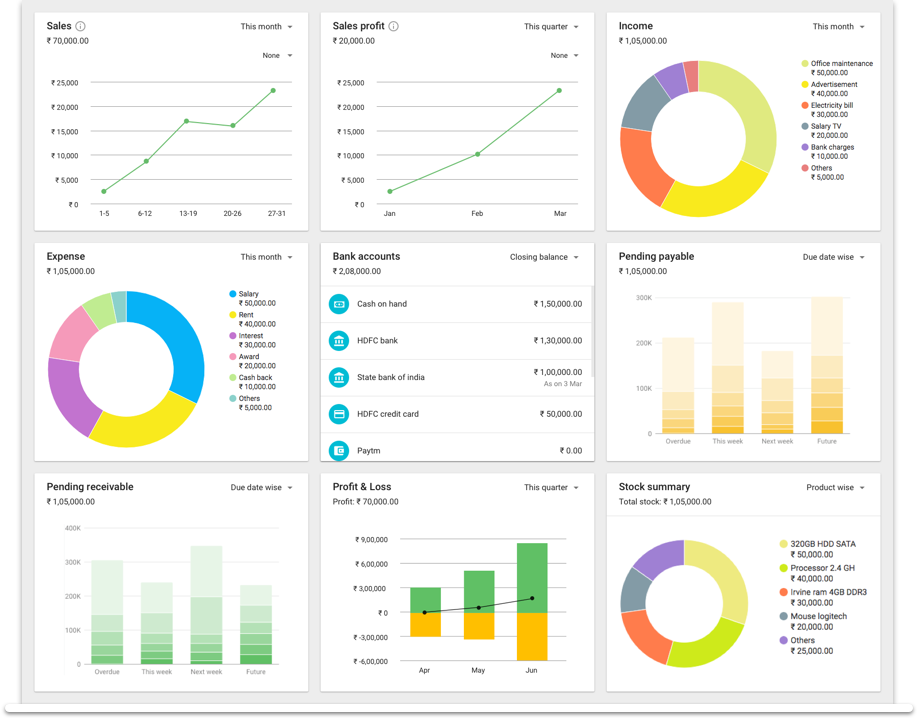 Sales
This month
₹ 70,000.00
None
₹ 25,000
₹ 20,000
₹ 15,000
₹ 10,000
₹ 5,000
₹ 0
1-5 6-12 13-19 20-26 27-31
Sales profit
This quarter
₹ 20,000.00
None
₹ 25,000
₹ 20,000
₹ 15,000
₹ 10,000
₹ 5,000
₹ 0
Jan Feb Mar
Income
This month
₹ 1,05,000.00
Office maintenance
₹ 50,000.00
Advertisement
₹ 40,000.00
Electricity bill
₹ 30,000.00
Salary TV
₹ 20,000.00
Bank charges
₹ 10,000.00
Others
₹ 5,000.00
Expense
This month
₹ 1,05,000.00
Salary
₹ 50,000.00
Rent
₹ 40,000.00
Interest
₹ 30,000.00
Award
₹ 20,000.00
Cash back
₹ 10,000.00
Others
₹ 5,000.00
Bank accounts
Closing balance
₹ 2,08,000.00
Cash on hand ₹ 1,50,000.00
HDFC bank ₹ 1,30,000.00
State bank of india ₹ 1,00,000.00
As on 3 Mar
HDFC credit card ₹ 50,000.00
Paytm ₹ 0.00
Pending payable
Due date wise
₹ 1,05,000.00
300K
200K
100K
0
Overdue This week Next week Future
Pending receivable
Due date wise
₹ 1,05,000.00
400K
300K
200K
100K
0
Overdue This week Next week Future
Profit & Loss
This quarter
Profit: ₹ 70,000.00
₹ 9,00,000
₹ 6,00,000
₹ 3,00,000
₹ 0
₹ -3,00,000
₹ -6,00,000
Apr May Jun
Stock summary
Product wise
Total stock: ₹ 1,05,000.00
320GB HDD SATA
₹ 50,000.00
Processor 2.4 GH
₹ 40,000.00
Irvine ram 4GB DDR3
₹ 30,000.00
Mouse logitech
₹ 20,000.00
Others
₹ 25,000.00